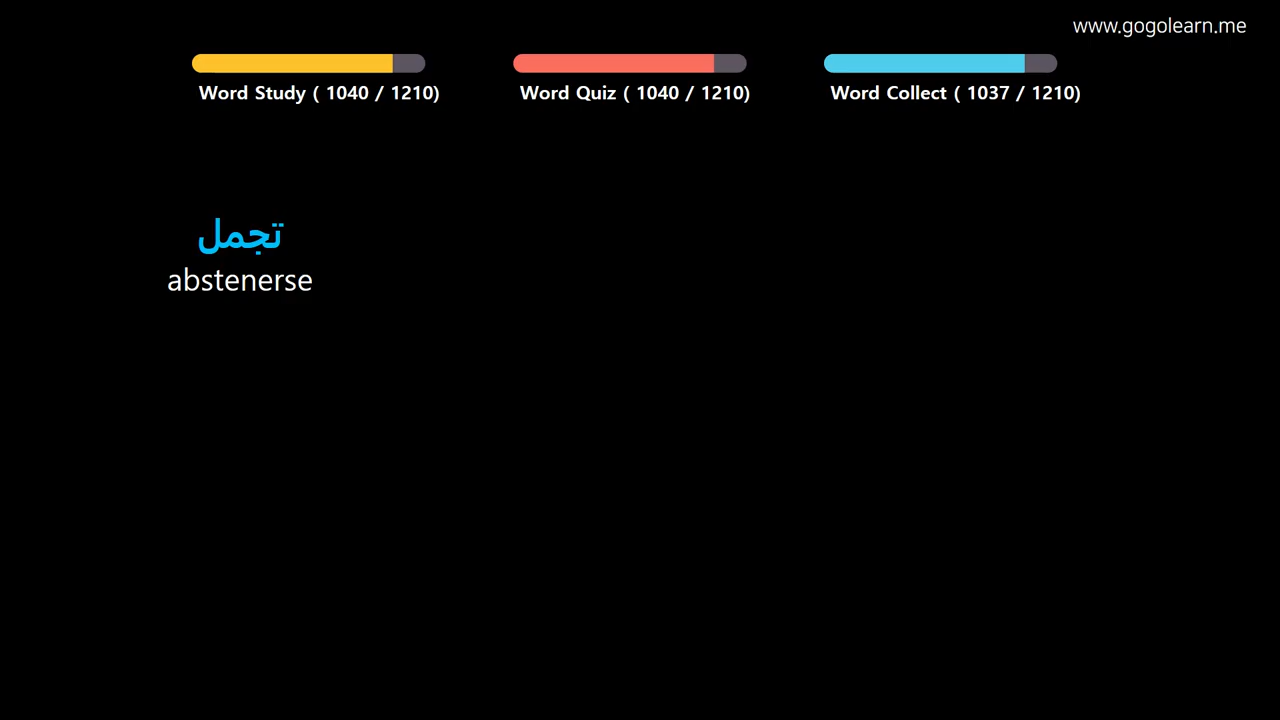 www.gogolearn.me
Word Study ( 1040 / 1210)
Word Quiz ( 1040 / 1210)
Word Collect ( 1037 / 1210)
تجمل
abstenerse